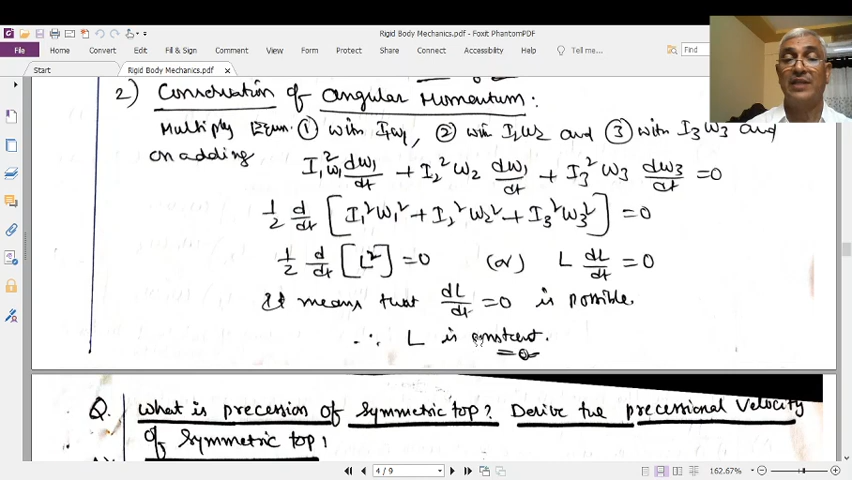 Rigid Body Mechanics.pdf - Foxit PhantomPDF
File Home Convert Edit Fill & Sign Comment View Form Protect Share Connect Accessibility Help Tell me... Find
Start Rigid Body Mechanics.pdf
2) Conservation of angular Momentum:
Multiply Equn. ① with I₁ω₁, ② with I₂ω₂ and ③ with I₃ω₃ and
on adding
I₁²ω₁ dω₁/dt + I₂²ω₂ dω₁/dt + I₃²ω₃ dω₃/dt = 0
1/2 d/dt [I₁²ω₁² + I₂²ω₂² + I₃²ω₃²] = 0
1/2 d/dt [L²] = 0 (or) L dL/dt = 0
It means that dL/dt = 0 is possible.
∴ L is constant.
Q. What is precession of symmetric top? Derive the precessional velocity
of symmetric top!
4 / 9 162.67%